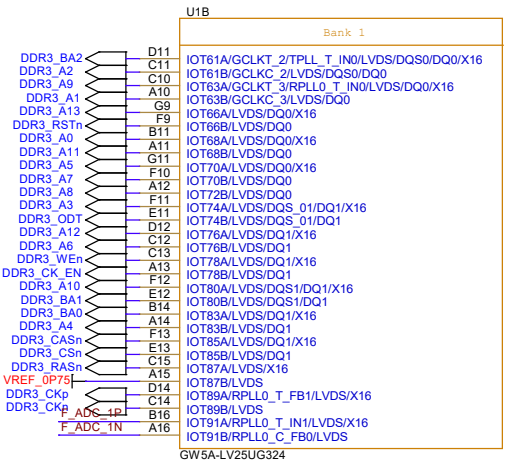 U1B
Bank 1
DDR3_BA2 D11 IOT61A/GCLKT_2/TPLL_T_IN0/LVDS/DQS0/DQ0/X16
DDR3_A2 C11 IOT61B/GCLKC_2/LVDS/DQS0/DQ0
DDR3_A9 C10 IOT63A/GCLKT_3/RPLL0_T_IN0/LVDS/DQ0/X16
DDR3_A1 A10 IOT63B/GCLKC_3/LVDS/DQ0
DDR3_A13 G9 IOT66A/LVDS/DQ0/X16
DDR3_RSTn F9 IOT66B/LVDS/DQ0
DDR3_A0 B11 IOT68A/LVDS/DQ0/X16
DDR3_A11 A11 IOT68B/LVDS/DQ0
DDR3_A5 G11 IOT70A/LVDS/DQ0/X16
DDR3_A7 F10 IOT70B/LVDS/DQ0
DDR3_A8 A12 IOT72B/LVDS/DQ0
DDR3_A3 F11 IOT74A/LVDS/DQS_01/DQ1/X16
DDR3_ODT E11 IOT74B/LVDS/DQS_01/DQ1
DDR3_A12 D12 IOT76A/LVDS/DQ1/X16
DDR3_A6 C12 IOT76B/LVDS/DQ1
DDR3_WEn C13 IOT78A/LVDS/DQ1/X16
DDR3_CK_EN A13 IOT78B/LVDS/DQ1
DDR3_A10 F12 IOT80A/LVDS/DQS1/DQ1/X16
DDR3_BA1 E12 IOT80B/LVDS/DQS1/DQ1
DDR3_BA0 B14 IOT83A/LVDS/DQ1/X16
DDR3_A4 A14 IOT83B/LVDS/DQ1
DDR3_CASn F13 IOT85A/LVDS/DQ1/X16
DDR3_CSn E13 IOT85B/LVDS/DQ1
DDR3_RASn C15 IOT87A/LVDS/X16
VREF_0P75 A15 IOT87B/LVDS
DDR3_CKp D14 IOT89A/RPLL0_T_FB1/LVDS/X16
DDR3_CKn C14 IOT89B/LVDS
F_ADC_1P B16 IOT91A/RPLL0_T_IN1/LVDS/X16
F_ADC_1N A16 IOT91B/RPLL0_C_FB0/LVDS
GW5A-LV25UG324